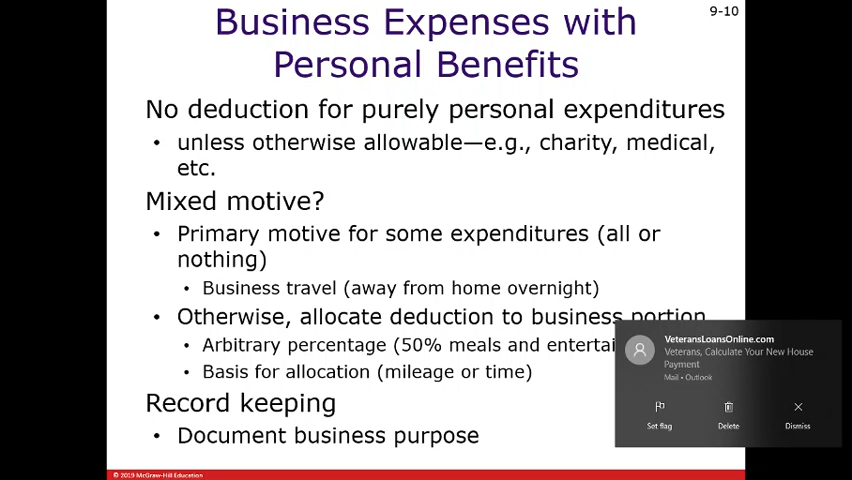 Business Expenses with
Personal Benefits
9-10
No deduction for purely personal expenditures
• unless otherwise allowable—e.g., charity, medical,
etc.
Mixed motive?
• Primary motive for some expenditures (all or
nothing)
• Business travel (away from home overnight)
• Otherwise, allocate deduction to business portion
• Arbitrary percentage (50% meals and entertai
• Basis for allocation (mileage or time)
Record keeping
• Document business purpose
VeteransLoansOnline.com
Veterans, Calculate Your New House
Payment
Mail • Outlook
Set flag
Delete
Dismiss
© 2019 McGraw-Hill Education